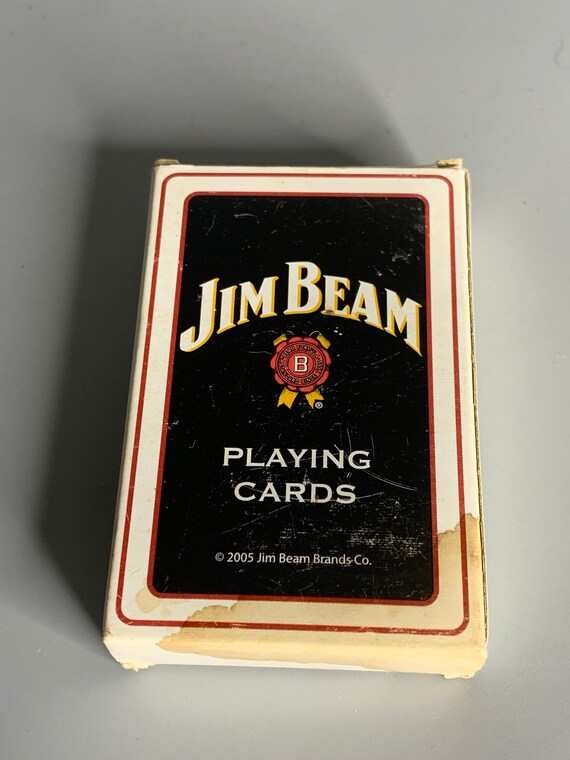 JIM BEAM
B
®
PLAYING
CARDS
© 2005 Jim Beam Brands Co.